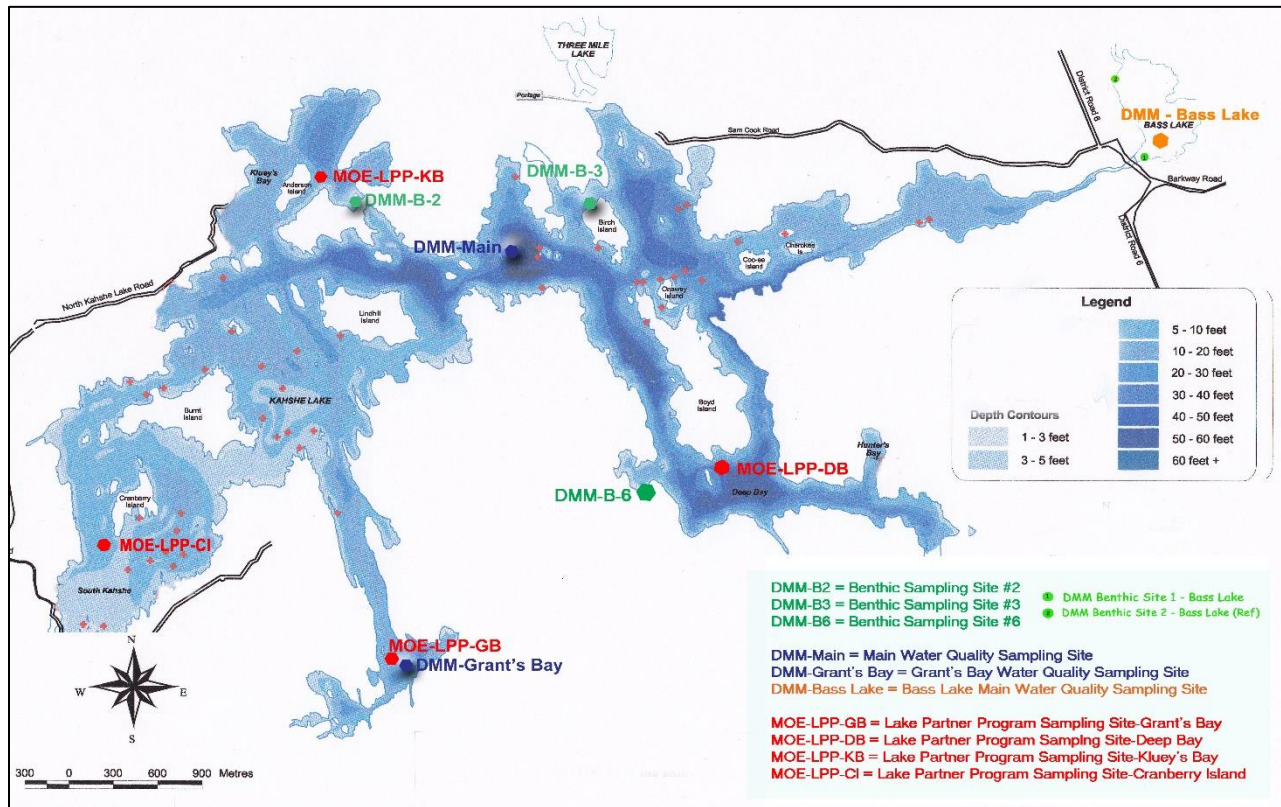 THREE MILE
LAKE
Portage
District Road 6
Sam Cook Road
DMM - Bass Lake
BASS LAKE
2
1
Barkway Road
District Road 6
Kluey's
Bay
Anderson
Island
MOE-LPP-KB
DMM-B-2
DMM-B-3
Birch
Island
DMM-Main
Coo-ee
Island
Cherokee
Is
North Kahshe Lake Road
Lindhill
Island
Onawey
Island
KAHSHE LAKE
Burnt
Island
Boyd
Island
Hunter's
Bay
MOE-LPP-DB
Deep Bay
DMM-B-6
Cranberry
Island
MOE-LPP-CI
South Kahshe
MOE-LPP-GB
DMM-Grant's Bay
Legend
5 - 10 feet
10 - 20 feet
20 - 30 feet
30 - 40 feet
40 - 50 feet
50 - 60 feet
60 feet +
Depth Contours
1 - 3 feet
3 - 5 feet
N
W
E
S
300 0 300 600 900 Metres
DMM-B2 = Benthic Sampling Site #2
DMM-B3 = Benthic Sampling Site #3
DMM-B6 = Benthic Sampling Site #6
1 DMM Benthic Site 1 - Bass Lake
2 DMM Benthic Site 2 - Bass Lake (Ref)
DMM-Main = Main Water Quality Sampling Site
DMM-Grant's Bay = Grant's Bay Water Quality Sampling Site
DMM-Bass Lake = Bass Lake Main Water Quality Sampling Site
MOE-LPP-GB = Lake Partner Program Sampling Site-Grant's Bay
MOE-LPP-DB = Lake Partner Program Sampling Site-Deep Bay
MOE-LPP-KB = Lake Partner Program Sampling Site-Kluey's Bay
MOE-LPP-CI = Lake Partner Program Sampling Site-Cranberry Island